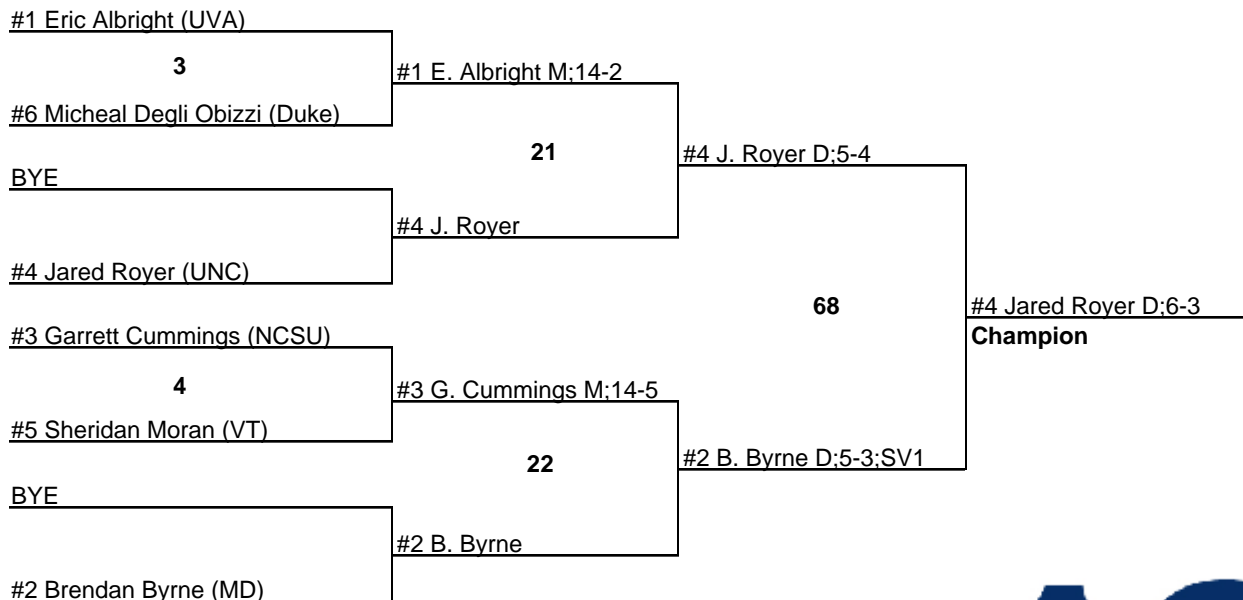 #1 Eric Albright (UVA)
3
#1 E. Albright M;14-2
#6 Micheal Degli Obizzi (Duke)
21
#4 J. Royer D;5-4
BYE
#4 J. Royer
#4 Jared Royer (UNC)
68
#4 Jared Royer D;6-3
Champion
#3 Garrett Cummings (NCSU)
4
#3 G. Cummings M;14-5
#5 Sheridan Moran (VT)
22
#2 B. Byrne D;5-3;SV1
BYE
#2 B. Byrne
#2 Brendan Byrne (MD)